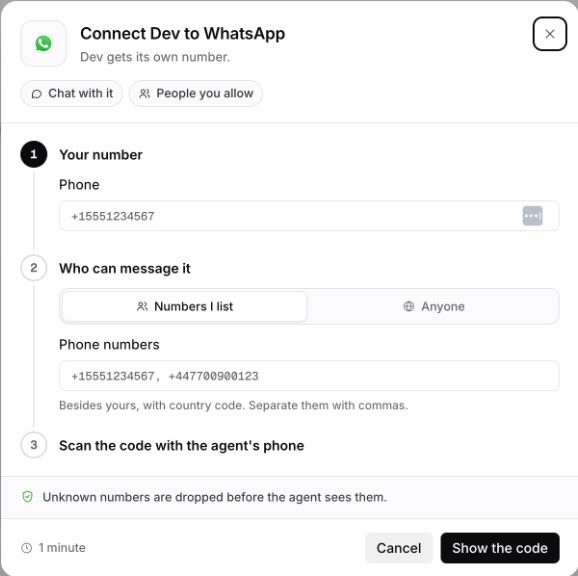 Connect Dev to WhatsApp
Dev gets its own number.
Chat with it
People you allow
1 Your number
Phone
+15551234567
2 Who can message it
Numbers I list
Anyone
Phone numbers
+15551234567, +447700900123
Besides yours, with country code. Separate them with commas.
3 Scan the code with the agent's phone
Unknown numbers are dropped before the agent sees them.
1 minute
Cancel
Show the code